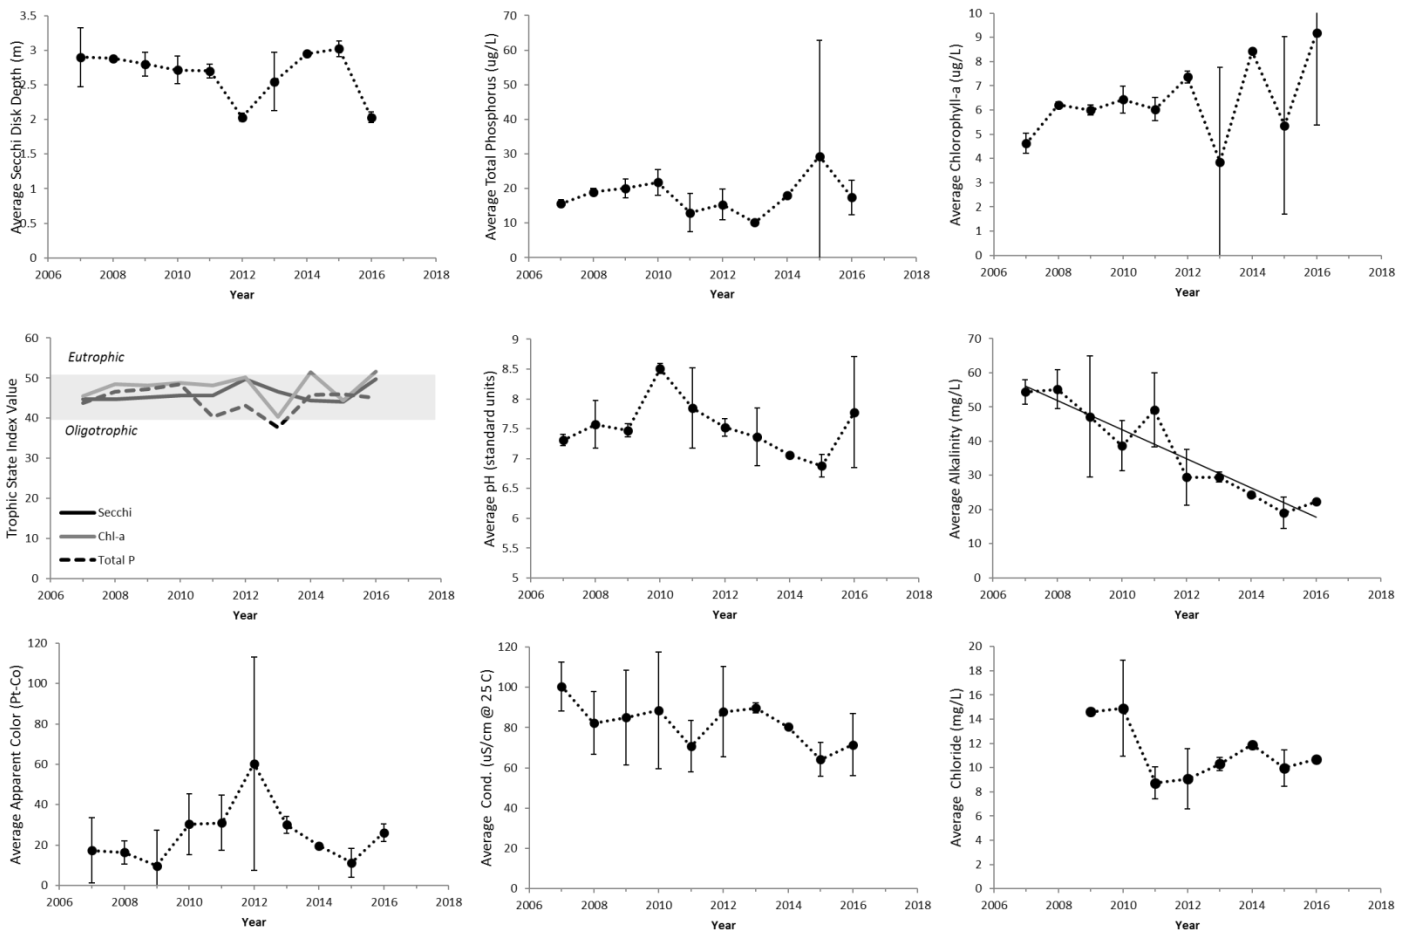 Average Secchi Disk Depth (m)
3.5
3
2.5
2
1.5
1
0.5
0
2006 2008 2010 2012 2014 2016 2018
Year
Average Total Phosphorus (ug/L)
70
60
50
40
30
20
10
0
2006 2008 2010 2012 2014 2016 2018
Year
Average Chlorophyll-a (ug/L)
10
9
8
7
6
5
4
3
2
1
0
2006 2008 2010 2012 2014 2016 2018
Year
Trophic State Index Value
60
50
40
30
20
10
0
Eutrophic
Oligotrophic
Secchi
Chl-a
Total P
2006 2008 2010 2012 2014 2016 2018
Year
Average pH (standard units)
9
8.5
8
7.5
7
6.5
6
5.5
5
2006 2008 2010 2012 2014 2016 2018
Year
Average Alkalinity (mg/L)
70
60
50
40
30
20
10
0
2006 2008 2010 2012 2014 2016 2018
Year
Average Apparent Color (Pt-Co)
120
100
80
60
40
20
0
2006 2008 2010 2012 2014 2016 2018
Year
Average Cond. (uS/cm @ 25 C)
120
100
80
60
40
20
0
2006 2008 2010 2012 2014 2016 2018
Year
Average Chloride (mg/L)
20
18
16
14
12
10
8
6
4
2
0
2006 2008 2010 2012 2014 2016 2018
Year